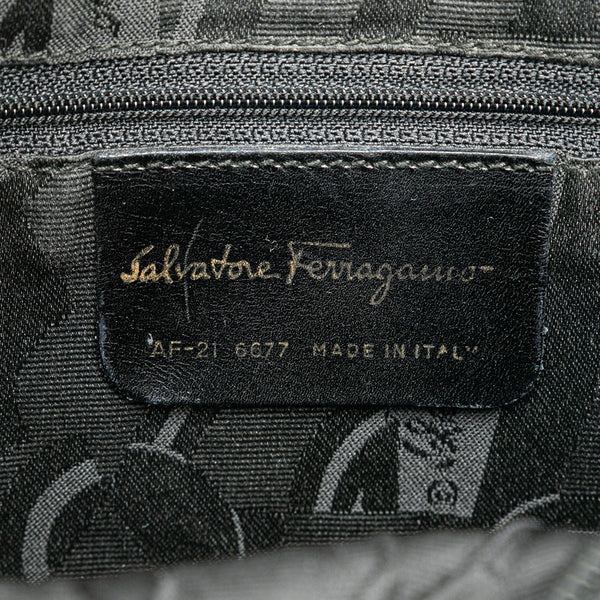 Salvatore Ferragamo
AF-21 6677 MADE IN ITALY